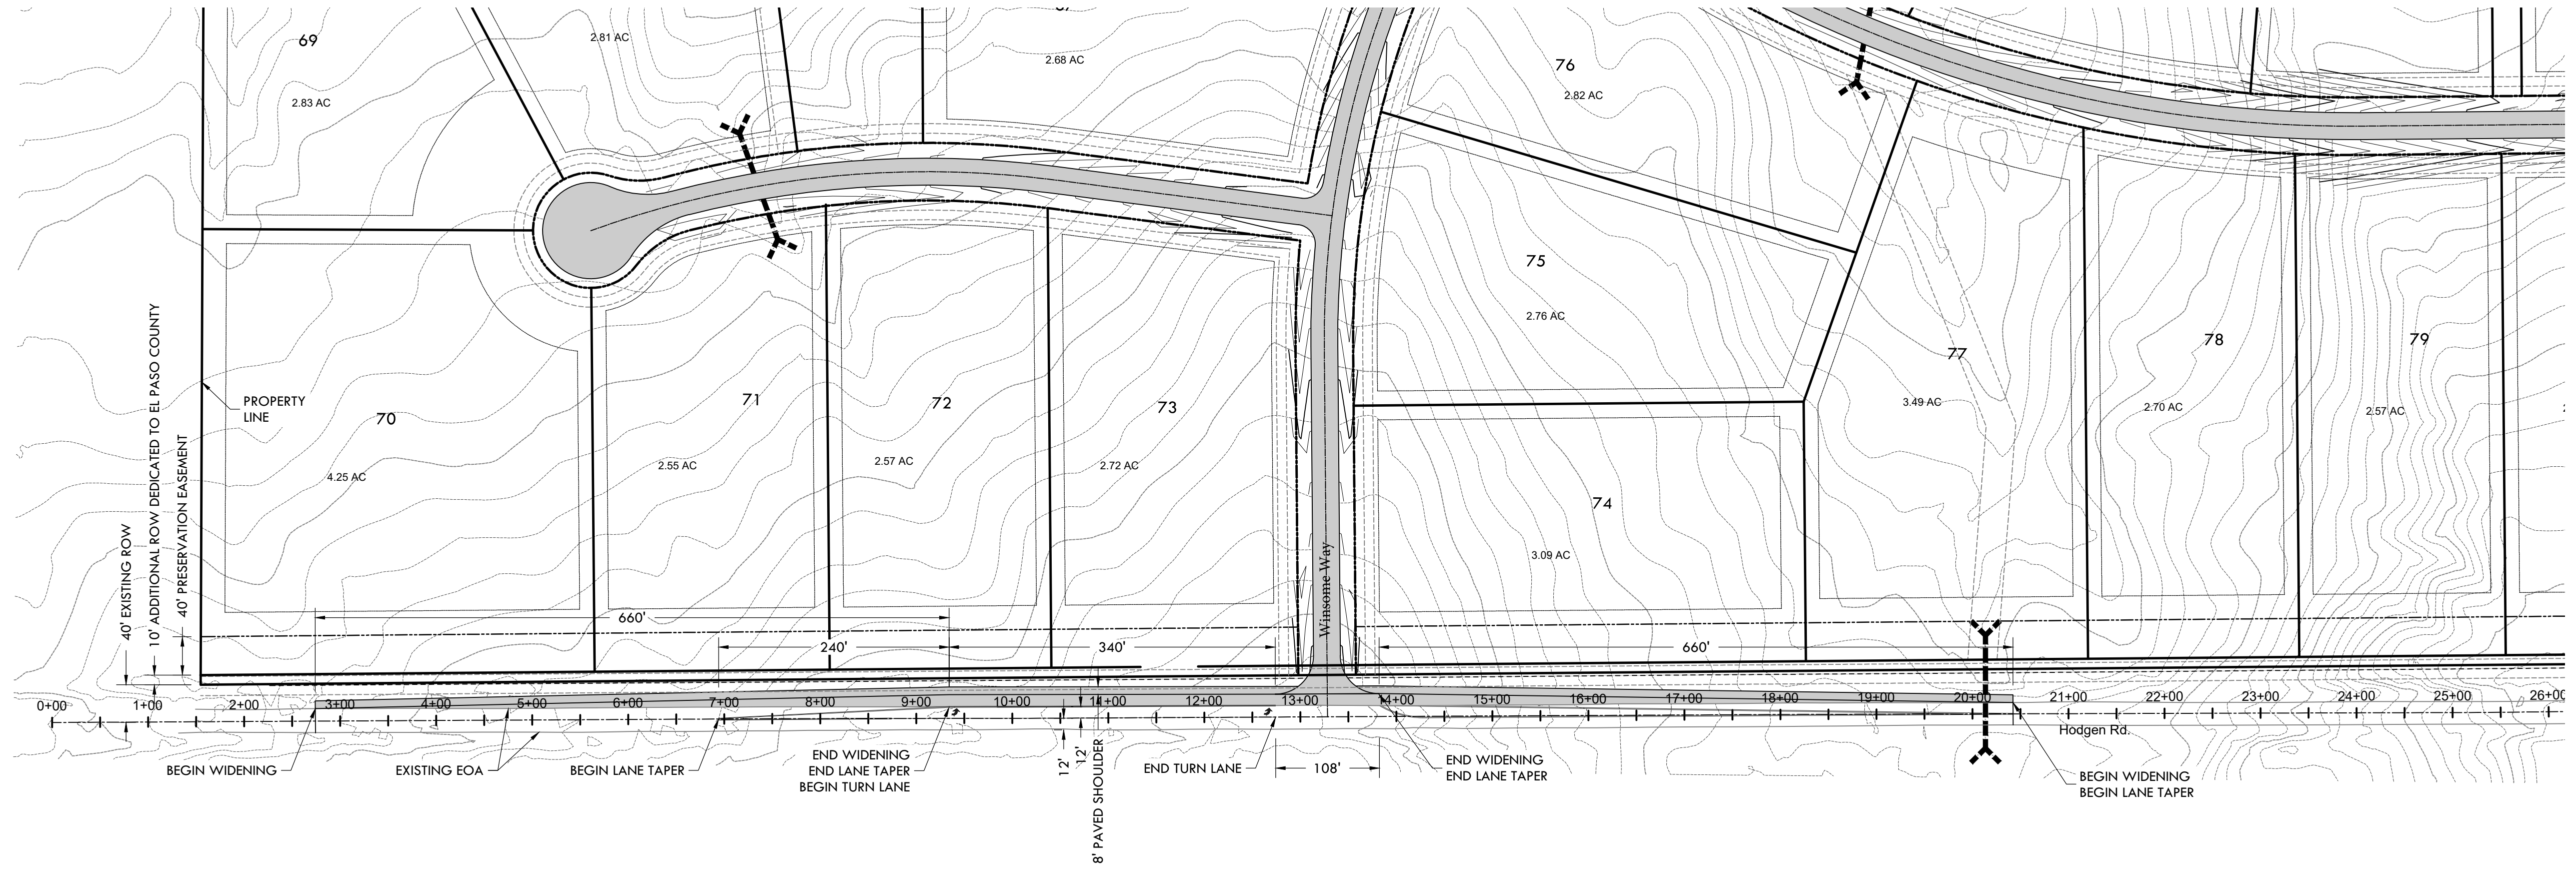 69
2.83 AC
2.81 AC
2.68 AC
76
2.82 AC
75
2.76 AC
PROPERTY
LINE
70
4.25 AC
71
2.55 AC
72
2.57 AC
73
2.72 AC
74
3.09 AC
77
3.49 AC
78
2.70 AC
79
2.57 AC
Winsome Way
40' EXISTING ROW
10' ADDITIONAL ROW DEDICATED TO EL PASO COUNTY
40' PRESERVATION EASEMENT
660'
240'
340'
660'
0+00
1+00
2+00
3+00
4+00
5+00
6+00
7+00
8+00
9+00
10+00
11+00
12+00
13+00
14+00
15+00
16+00
17+00
18+00
19+00
20+00
21+00
22+00
23+00
24+00
25+00
26+00
Hodgen Rd.
BEGIN WIDENING
EXISTING EOA
BEGIN LANE TAPER
END WIDENING
END LANE TAPER
BEGIN TURN LANE
12'
12'
8' PAVED SHOULDER
END TURN LANE
108'
END WIDENING
END LANE TAPER
BEGIN WIDENING
BEGIN LANE TAPER